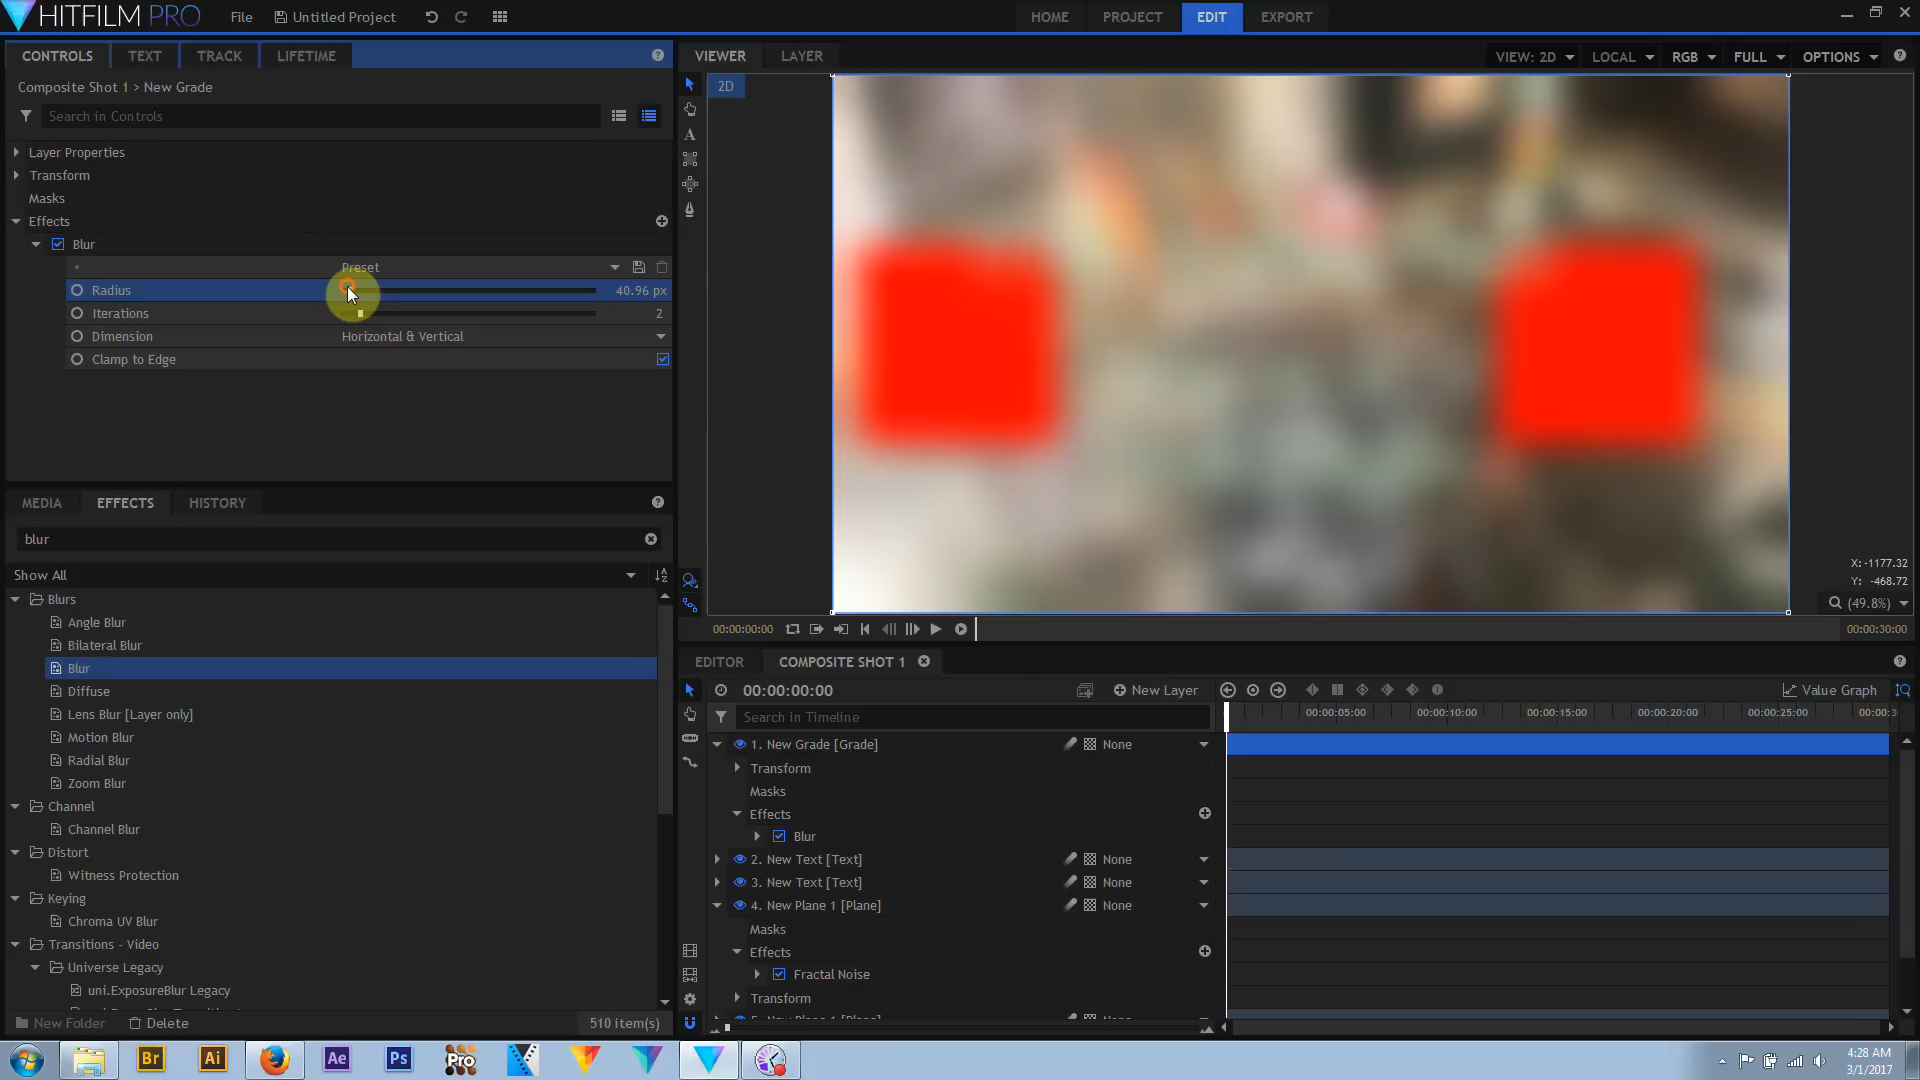 HITFILM PRO
File
Untitled Project
HOME
PROJECT
EDIT
EXPORT
CONTROLS
TEXT
TRACK
LIFETIME
Composite Shot 1 > New Grade
Search in Controls
Layer Properties
Transform
Masks
Effects
Blur
Preset
Radius
40.96 px
Iterations
2
Dimension
Horizontal & Vertical
Clamp to Edge
VIEWER
LAYER
VIEW: 2D
LOCAL
RGB
FULL
OPTIONS
2D
X: -1177.32
Y: -468.72
(49.8%)
00:00:00:00
00:00:30:00
MEDIA
EFFECTS
HISTORY
blur
Show All
Blurs
Angle Blur
Bilateral Blur
Blur
Diffuse
Lens Blur [Layer only]
Motion Blur
Radial Blur
Zoom Blur
Channel
Channel Blur
Distort
Witness Protection
Keying
Chroma UV Blur
Transitions - Video
Universe Legacy
uni.ExposureBlur Legacy
New Folder
Delete
510 item(s)
EDITOR
COMPOSITE SHOT 1
00:00:00:00
New Layer
Value Graph
Search in Timeline
00:00:05:00
00:00:10:00
00:00:15:00
00:00:20:00
00:00:25:00
1. New Grade [Grade]
None
Transform
Masks
Effects
Blur
2. New Text [Text]
None
3. New Text [Text]
None
4. New Plane 1 [Plane]
None
Masks
Effects
Fractal Noise
Transform
Br
Ai
Ae
Ps
Pro
4:28 AM
3/1/2017